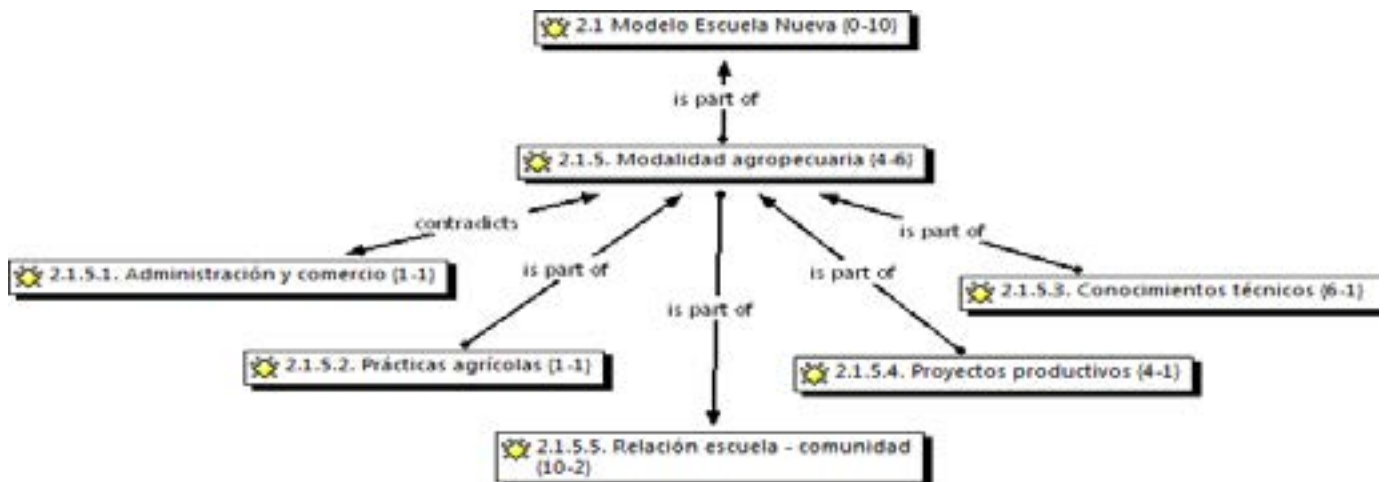 2.1 Modelo Escuela Nueva (0-10)
is part of
2.1.5. Modalidad agropecuaria (4-6)
contradicts
is part of
2.1.5.1. Administración y comercio (1-1)
is part of
is part of
2.1.5.3. Conocimientos técnicos (6-1)
is part of
2.1.5.2. Prácticas agrícolas (1-1)
2.1.5.4. Proyectos productivos (4-1)
2.1.5.5. Relación escuela - comunidad
(10-2)